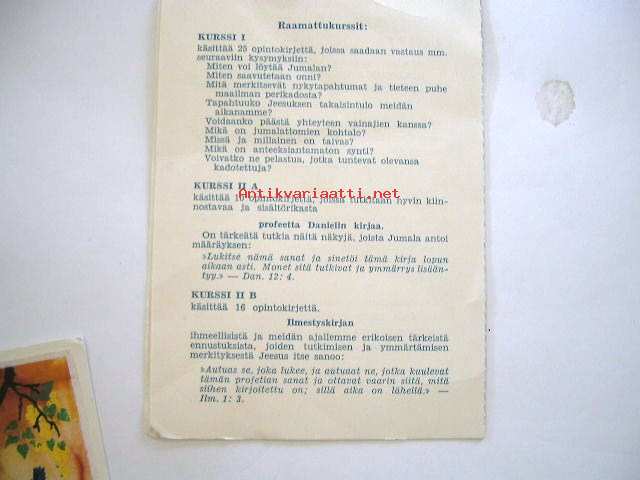 Raamattukurssit:
KURSSI I
käsittää 25 opintokirjettä, joissa saadaan vastaus mm.
seuraaviin kysymyksiin:
Miten voi löytää Jumalan?
Miten saavutetaan onni?
Mitä merkitsevät nykytapahtumat ja tieteen puhe
maailman perikadosta?
Tapahtuuko Jeesuksen takaisintulo meidän
aikanamme?
Voidaanko päästä yhteyteen vainajien kanssa?
Mikä on jumalattomien kohtalo?
Missä ja millainen on taivas?
Mikä on anteeksiantamaton synti?
Voivatko ne pelastua, jotka tuntevat olevansa
kadotettuja?
KURSSI II A
Antikvariaatti.net
käsittää opintokirjettä, joissa tutkitaan hyvin kiin-
nostavaa ja sisältörikasta
profeetta Danielin kirjaa.
On tärkeätä tutkia näitä näkyjä, joista Jumala antoi
määräyksen:
»Lukitse nämä sanat ja sinetöi tämä kirja lopun
aikaan asti. Monet sitä tutkivat ja ymmärrys lisään-
tyy.» — Dan. 12: 4.
KURSSI II B
käsittää 16 opintokirjettä.
Ilmestyskirjan
ihmeellisistä ja meidän ajallemme erikoisen tärkeistä
ennustuksista, joiden tutkimisen ja ymmärtämisen
merkityksestä Jeesus itse sanoo:
»Autuas se, joka lukee, ja autuaat ne, jotka kuulevat
tämän profetian sanat ja ottavat vaarin siitä, mitä
siihen kirjoitettu on; sillä aika on lähellä.» —
Ilm. 1: 3.